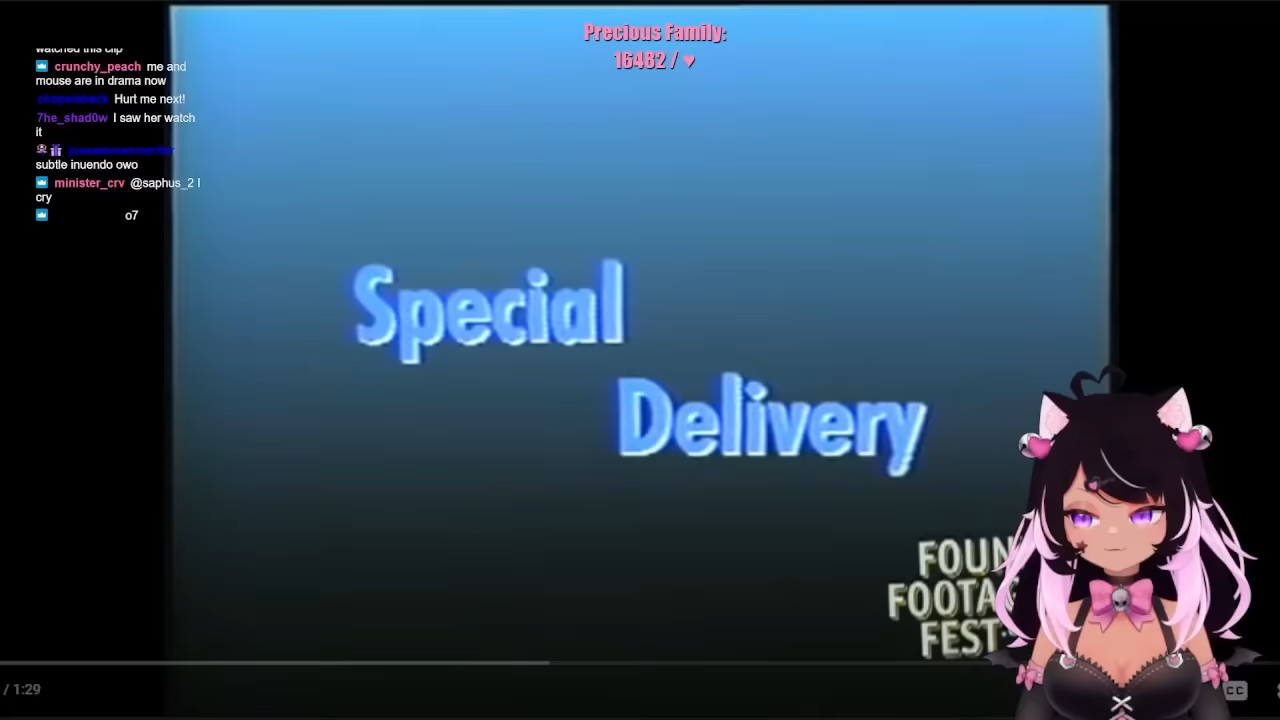 Precious Family:
16482 / ♥
watched this clip
crunchy_peach me and
mouse are in drama now
Hurt me next!
7he_shad0w I saw her watch
it
subtle inuendo owo
minister_crv @saphus_2 I
cry
o7
Special
Delivery
FOUN
FOOTA
FEST
/ 1:29
CC